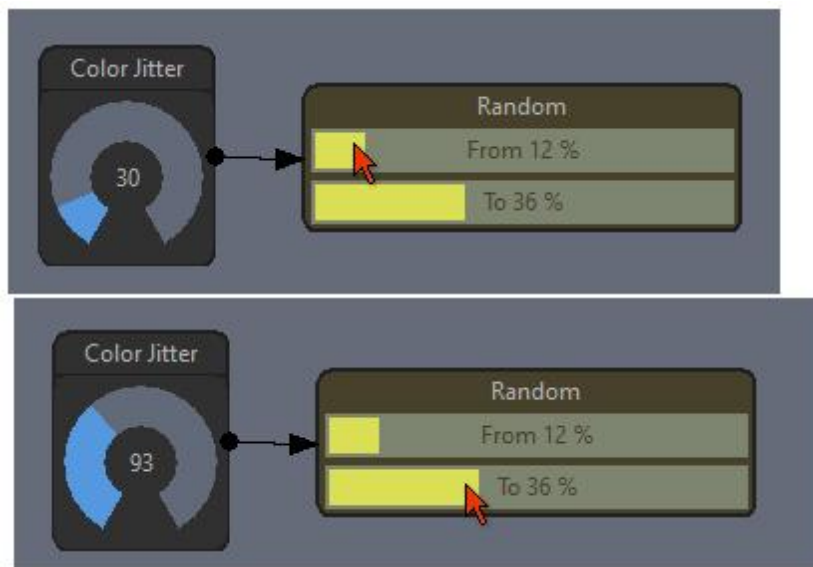 Color Jitter
30
Random
From 12 %
To 36 %
Color Jitter
93
Random
From 12 %
To 36 %